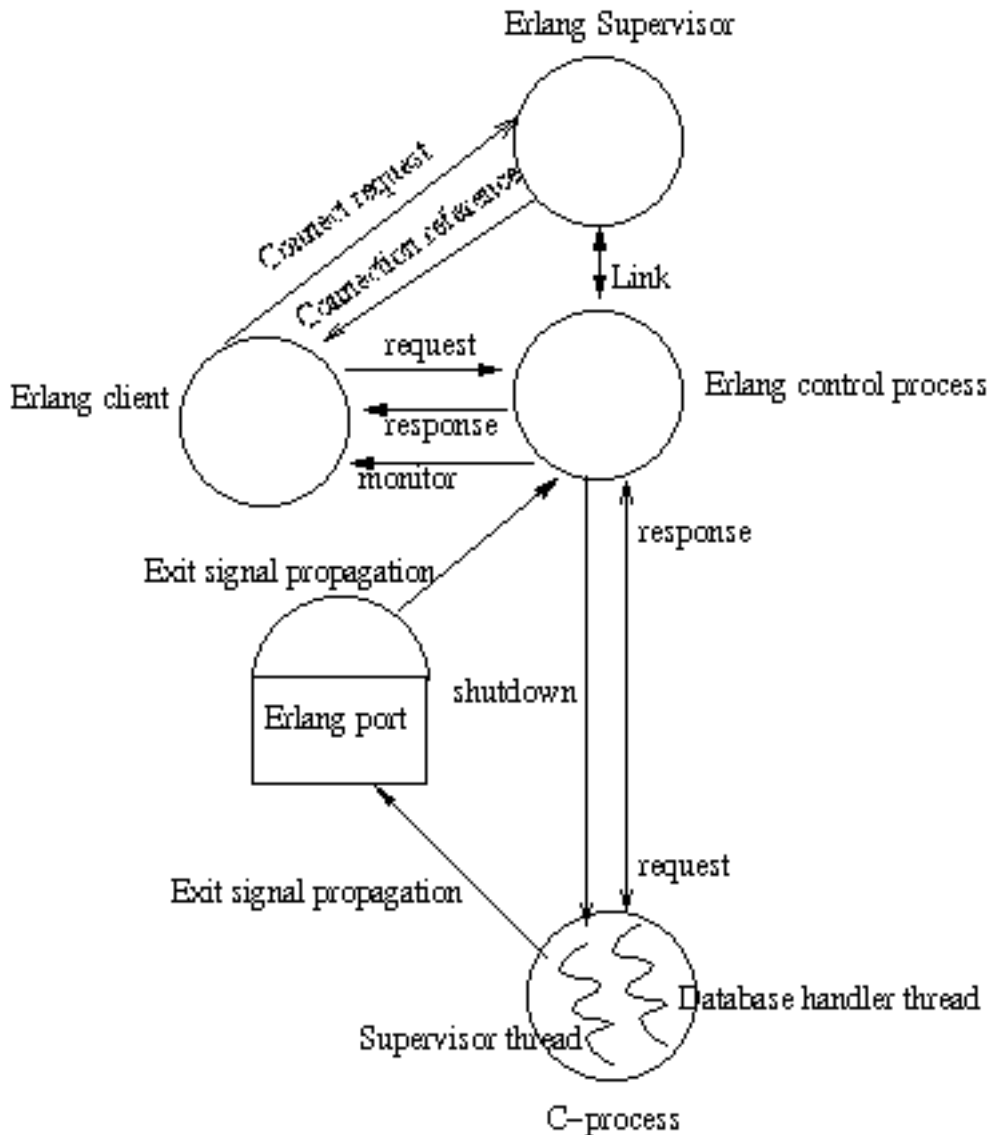 Erlang Supervisor
Connect request
Connection reference
Link
request
Erlang client
Erlang control process
response
monitor
response
Exit signal propagation
shutdown
Erlang port
request
Exit signal propagation
Database handler thread
Supervisor thread
C-process